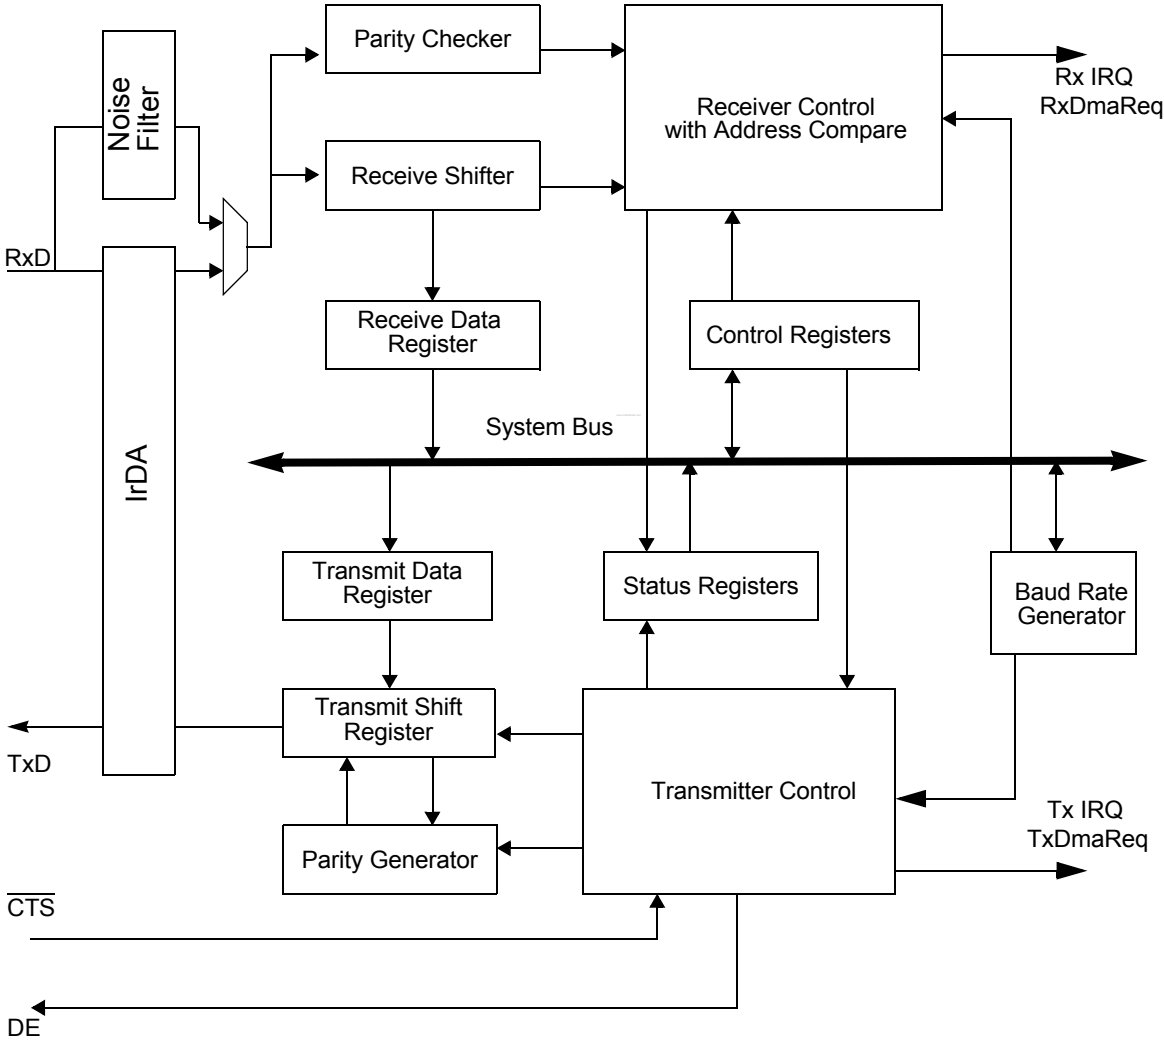 Parity Checker
Noise
Filter
Receiver Control
with Address Compare
Rx IRQ
RxDmaReq
Receive Shifter
RxD
Receive Data
Register
Control Registers
System Bus
IrDA
Transmit Data
Register
Status Registers
Baud Rate
Generator
Transmit Shift
Register
TxD
Transmitter Control
Tx IRQ
TxDmaReq
Parity Generator
C̅T̅S̅
DE